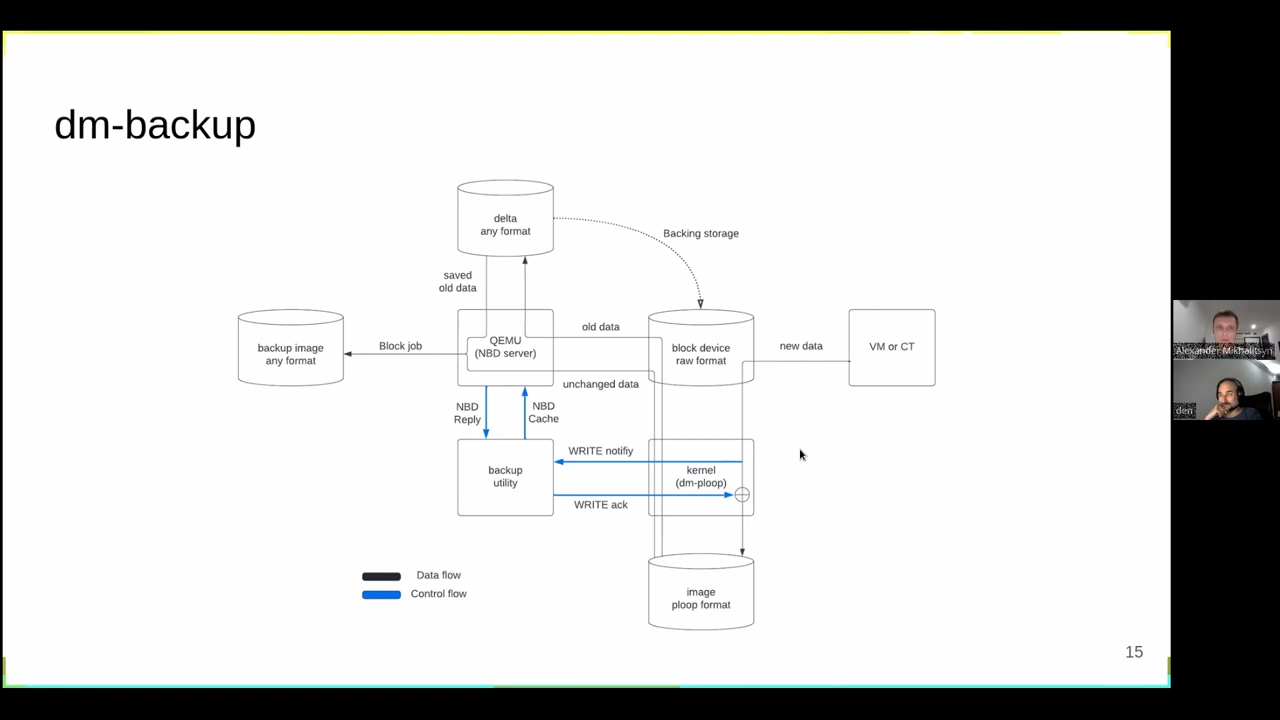 dm-backup
delta
any format
Backing storage
saved
old data
backup image
any format
Block job
QEMU
(NBD server)
old data
unchanged data
block device
raw format
new data
VM or CT
NBD
Reply
NBD
Cache
backup
utility
WRITE notifiy
WRITE ack
kernel
(dm-ploop)
image
ploop format
Data flow
Control flow
15
Alexander Mikhalitsyn
den